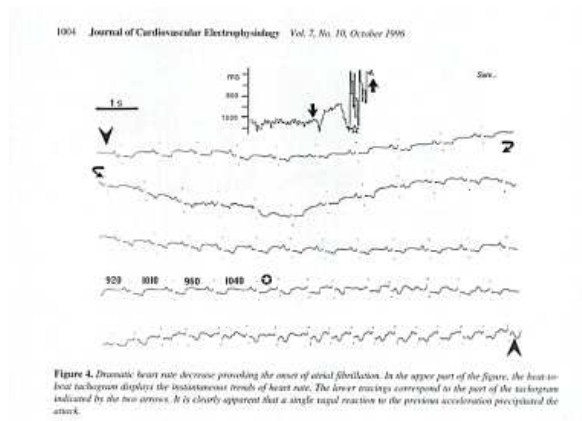 1004 Journal of Cardiovascular Electrophysiology Vol. 7, No. 10, October 1996
ms
800
1000
1 s
920 1010 960 1040
Figure 4. Dramatic heart rate decrease provoking the onset of atrial fibrillation. In the upper part of the figure, the beat-to-
beat tachogram displays the instantaneous trends of heart rate. The lower tracings correspond to the part of the tachogram
indicated by the two arrows. It is clearly apparent that a single vagal reaction to the previous acceleration precipitated the
attack.